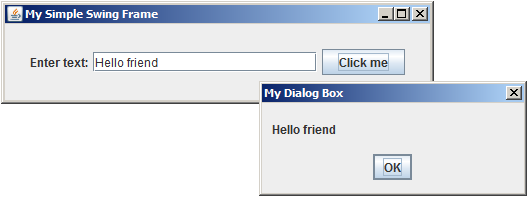 My Simple Swing Frame
Enter text: Hello friend Click me
My Dialog Box
Hello friend
OK